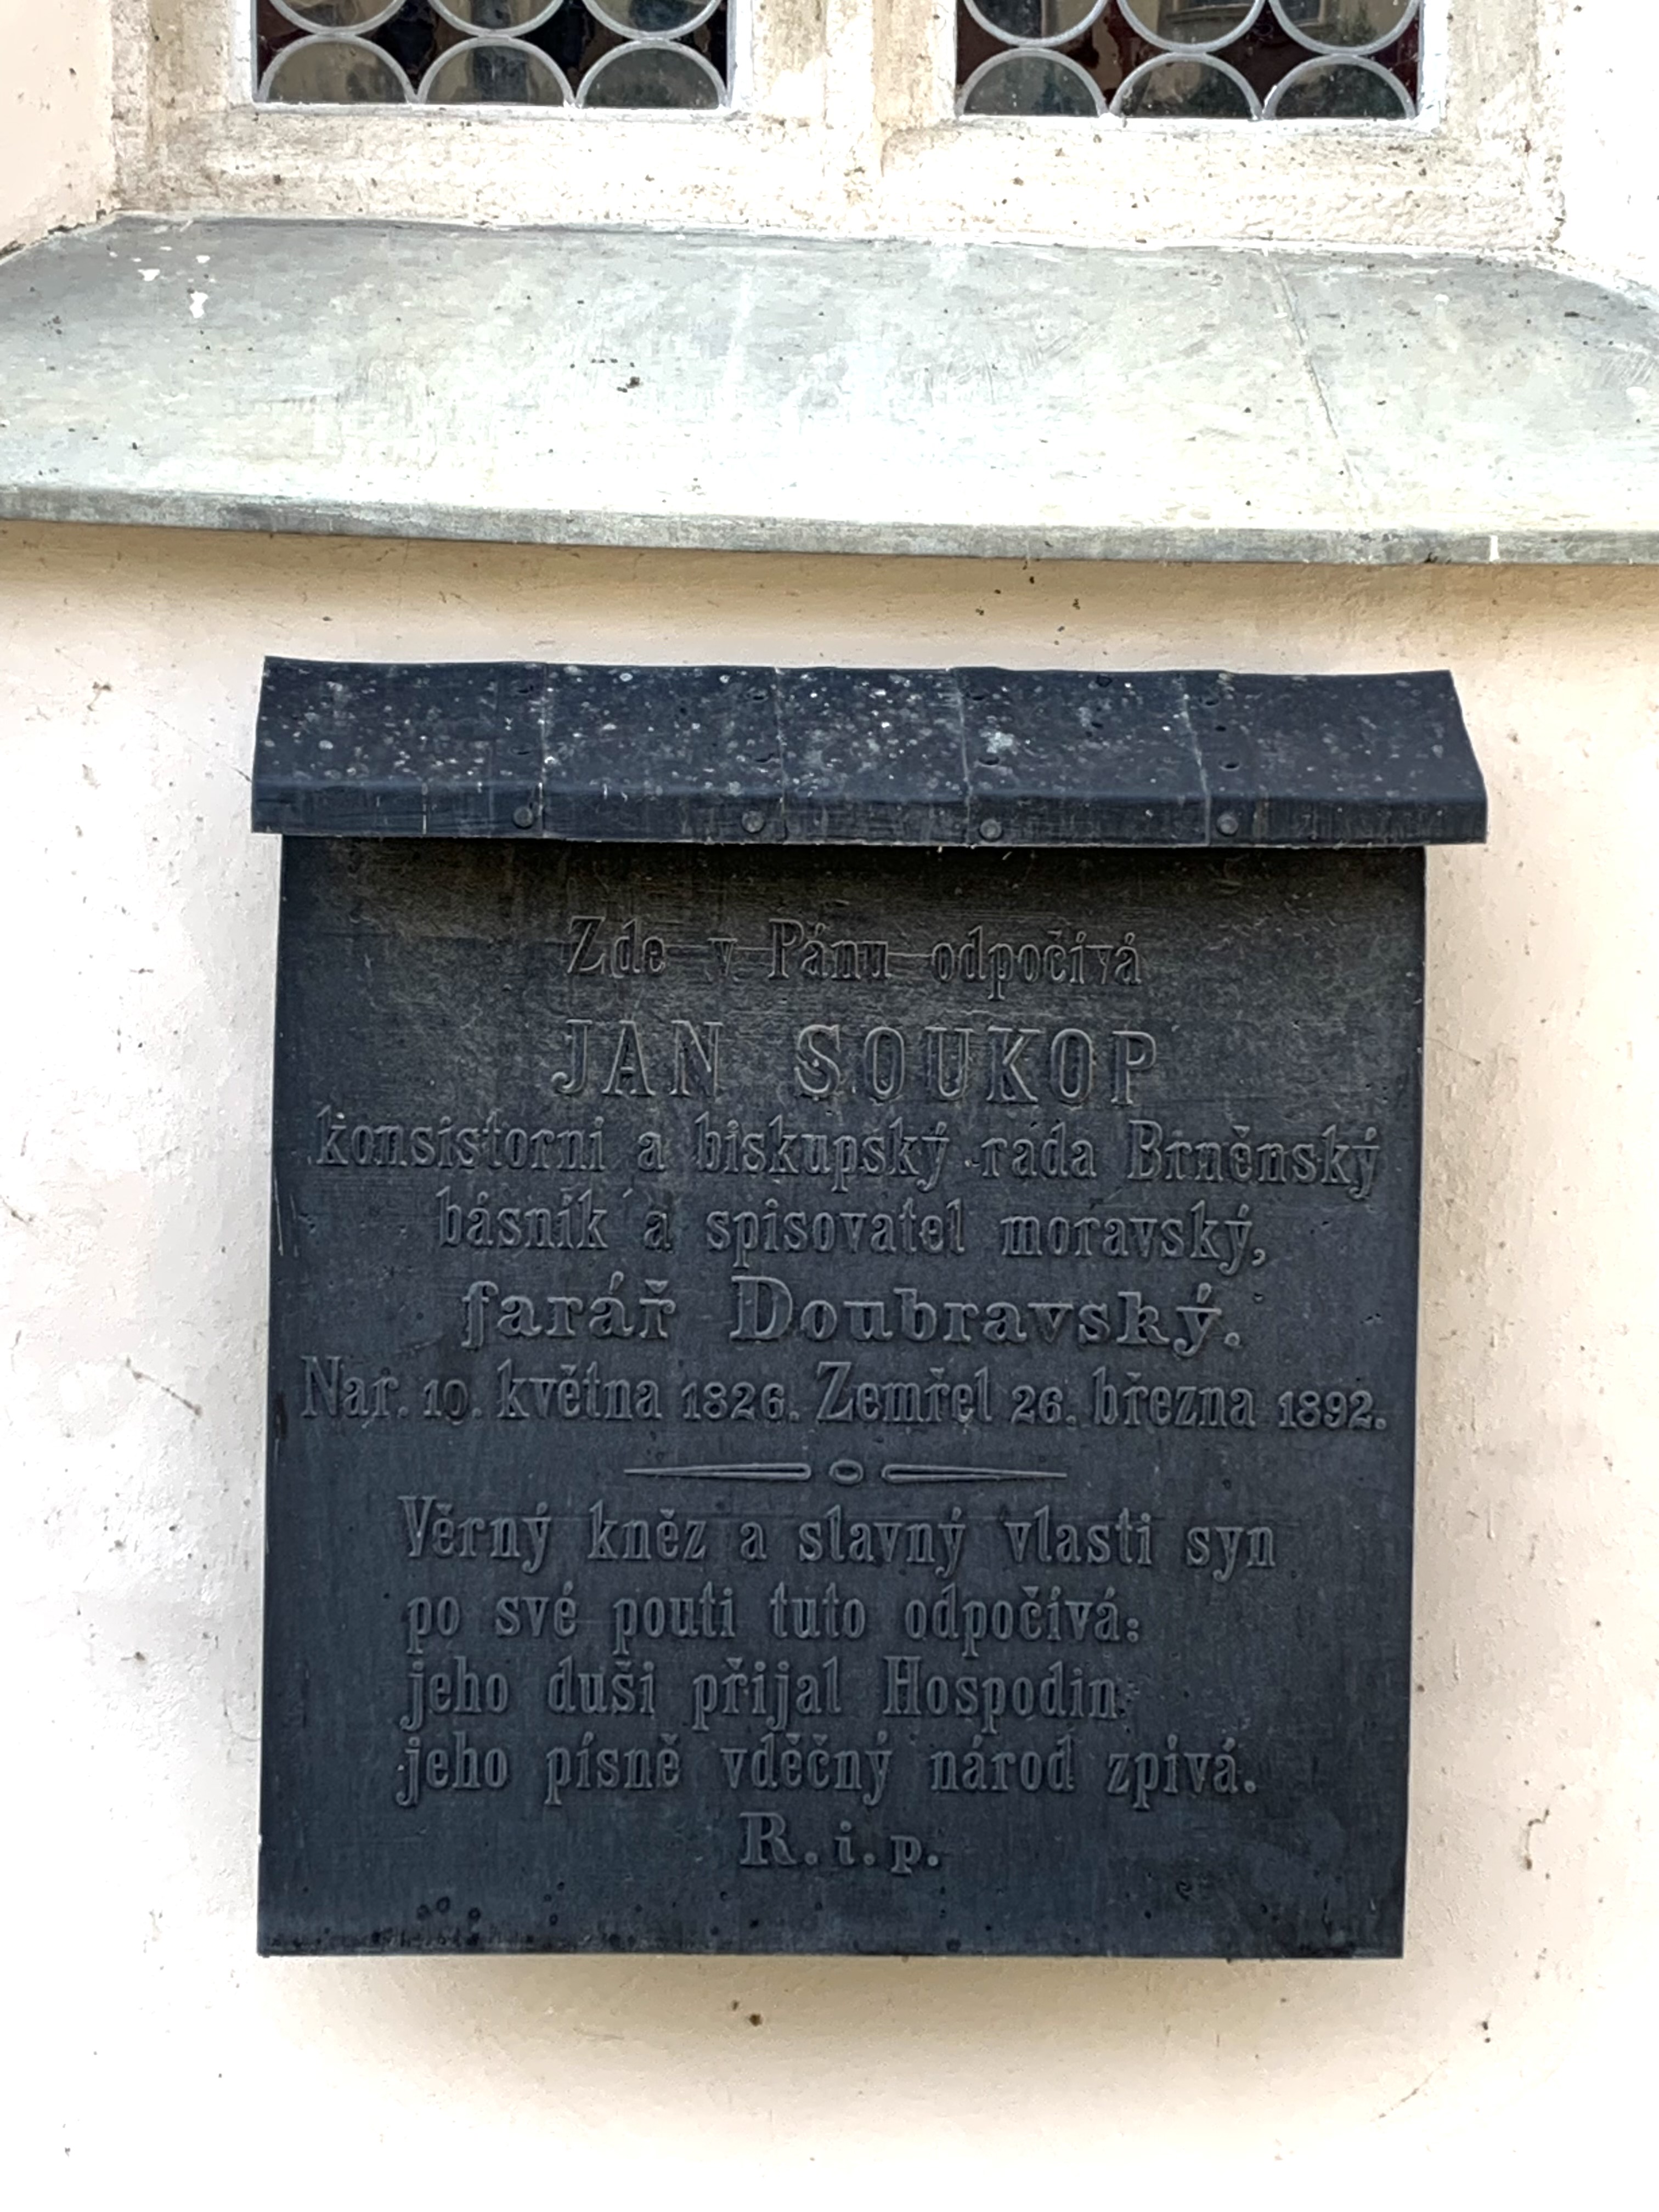 Zde v Pánu odpočívá
JAN SOUKOP
konsistorni a biskupský rada Brněnský
básník a spisovatel moravský,
farář Doubravský.
Nar. 10. května 1826. Zemřel 26. března 1892.
Věrný kněz a slavný vlasti syn
po své pouti tuto odpočívá:
jeho duši přijal Hospodin
jeho písně vděčný národ zpívá.
R. i. p.